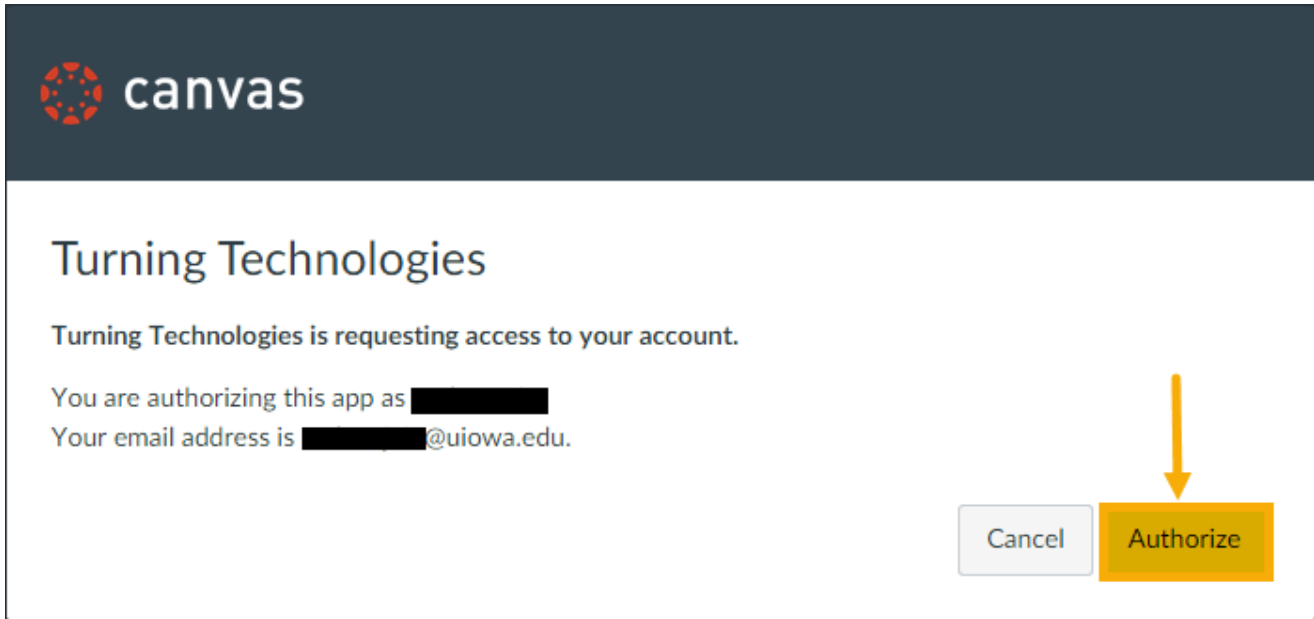 canvas
Turning Technologies
Turning Technologies is requesting access to your account.
You are authorizing this app as
Your email address is @uiowa.edu.
Cancel Authorize